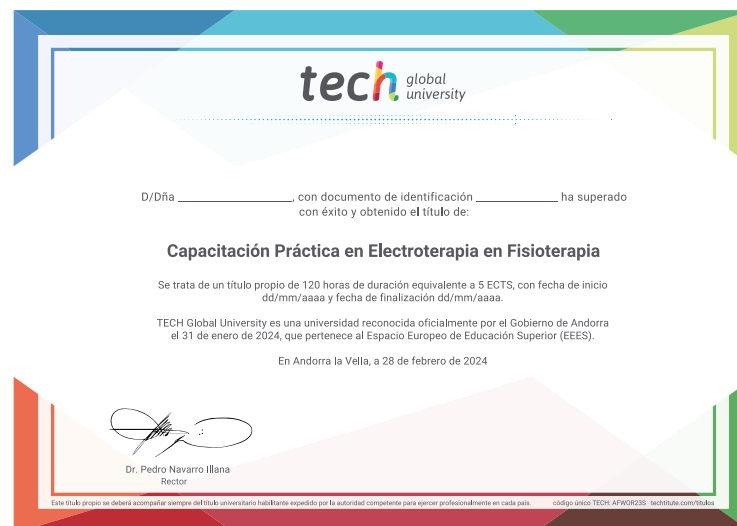 tech global university
D/Dña ____________________, con documento de identificación ______________ ha superado
con éxito y obtenido el título de:
Capacitación Práctica en Electroterapia en Fisioterapia
Se trata de un título propio de 120 horas de duración equivalente a 5 ECTS, con fecha de inicio
dd/mm/aaaa y fecha de finalización dd/mm/aaaa.
TECH Global University es una universidad reconocida oficialmente por el Gobierno de Andorra
el 31 de enero de 2024, que pertenece al Espacio Europeo de Educación Superior (EEES).
En Andorra la Vella, a 28 de febrero de 2024
Dr. Pedro Navarro Illana
Rector
Este título propio se deberá acompañar siempre del título universitario habilitante expedido por la autoridad competente para ejercer profesionalmente en cada país. código único TECH: AFWOR23S techtitute.com/titulos